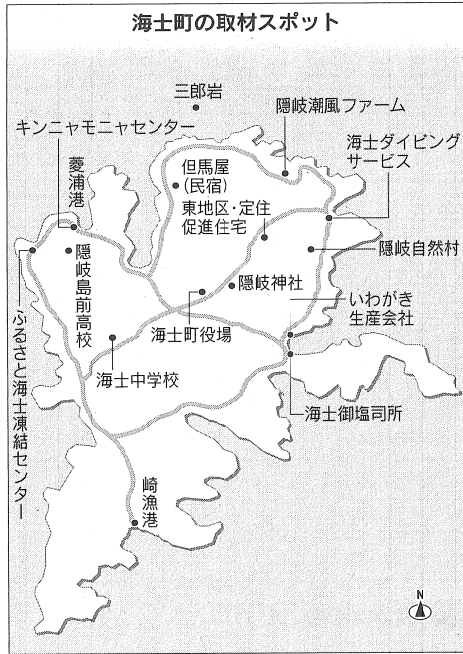 海士町の取材スポット
三郎岩
隠岐潮風ファーム
キンニャモニャセンター
海士ダイビング
サービス
菱浦港
但馬屋
(民宿)
東地区・定住
促進住宅
隠岐自然村
隠岐島前高校
隠岐神社
いわがき
生産会社
海士町役場
海士中学校
ふるさと海士凍結センター
海士御塩司所
崎漁港
N